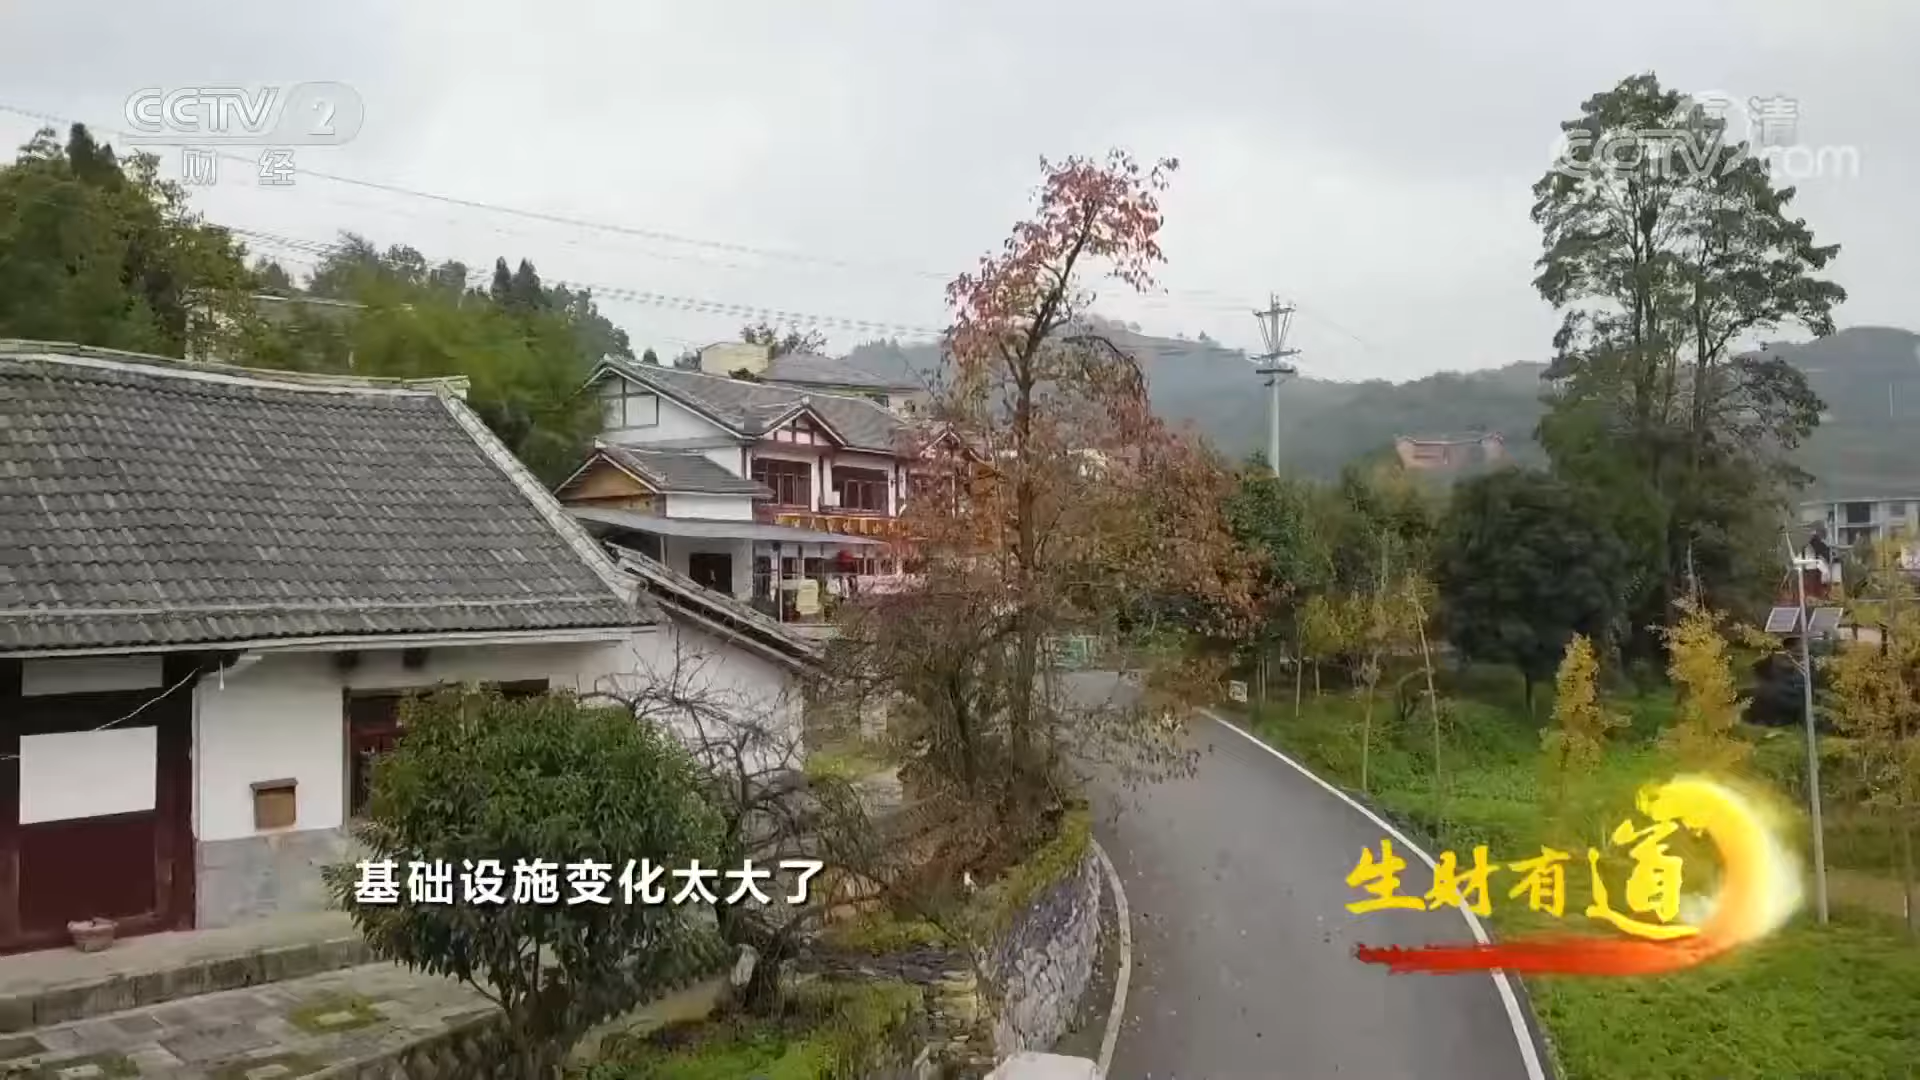 CCTV 2
财 经
高清
CCTV.com
基础设施变化太大了
生财有道